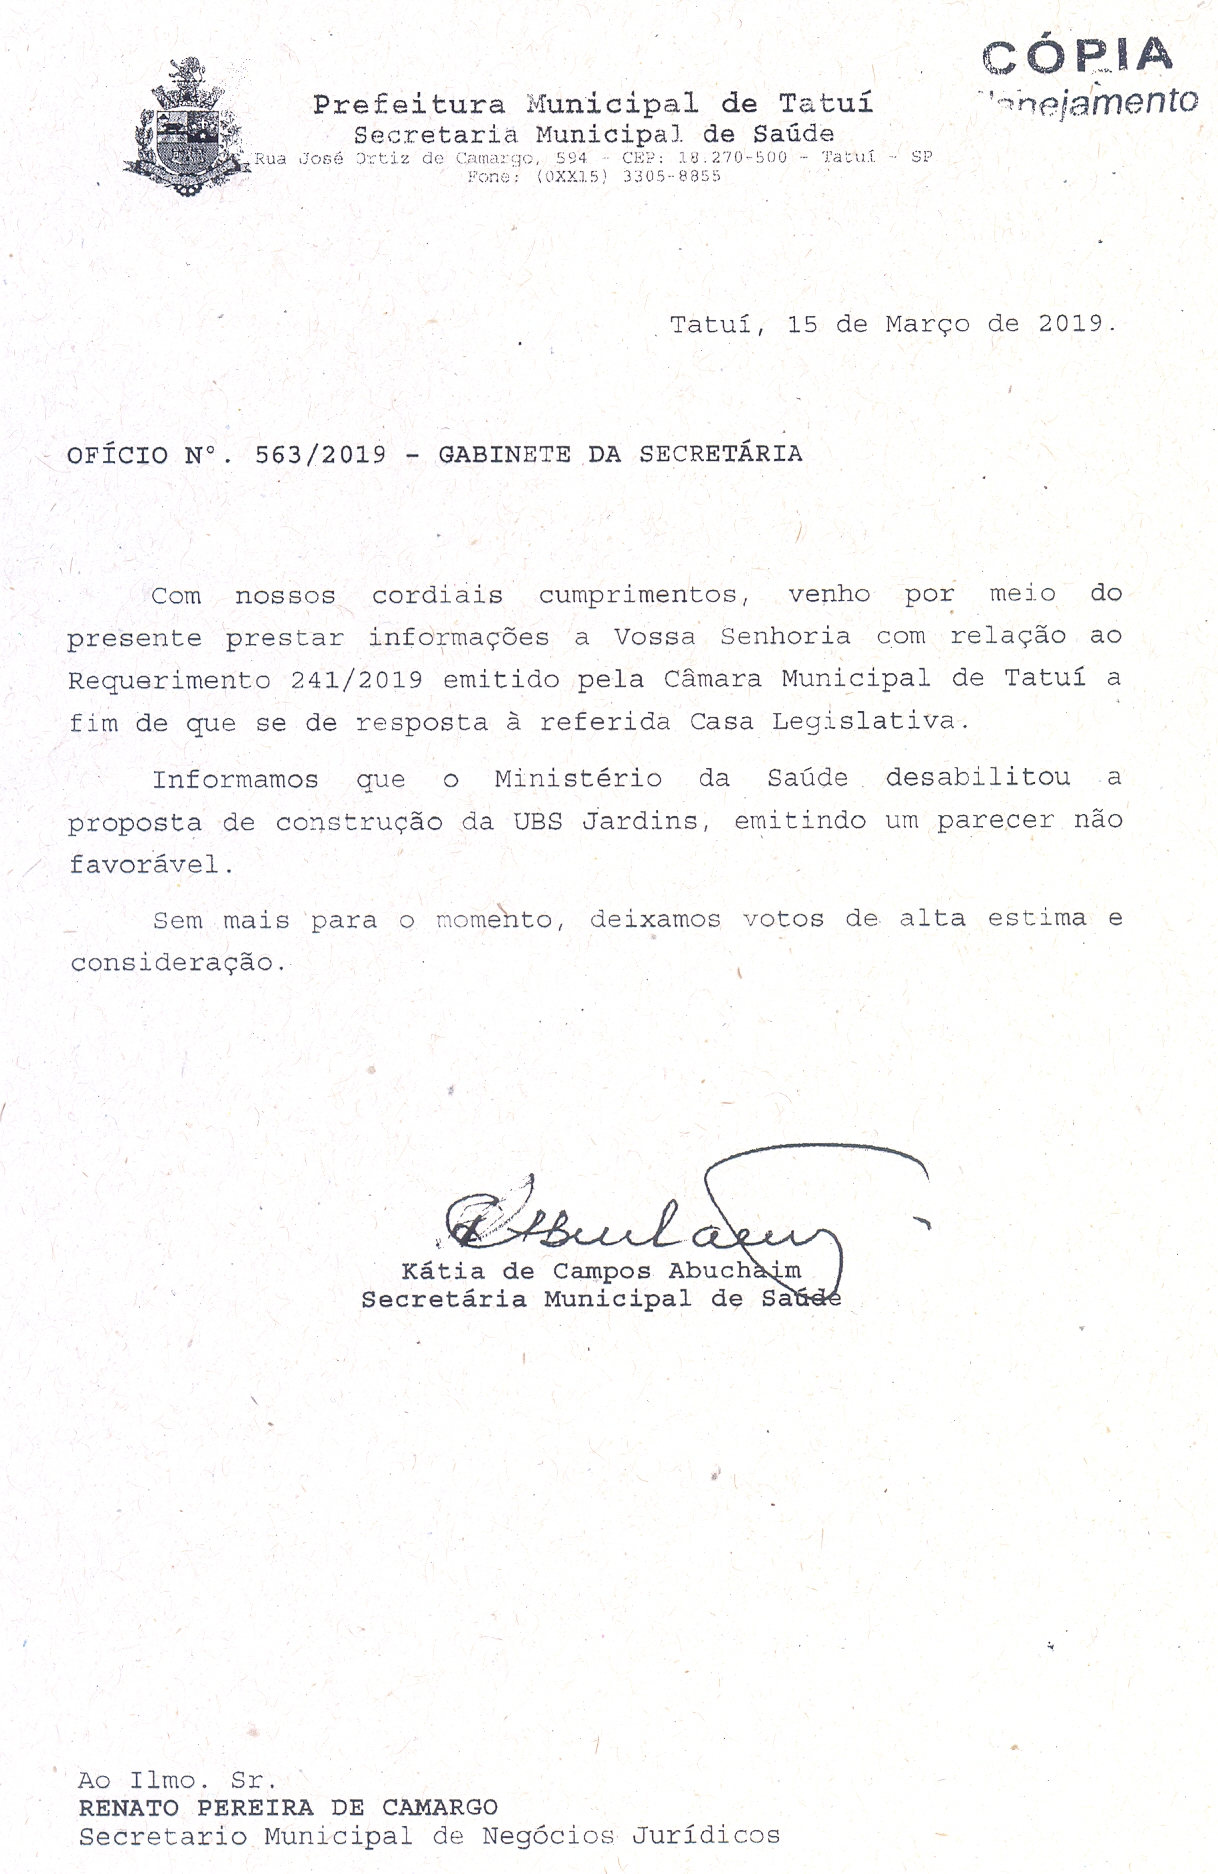 CÓPIA
Planejamento
Prefeitura Municipal de Tatuí
Secretaria Municipal de Saúde
Rua José Ortiz de Camargo, 594 - CEP: 18.270-500 - Tatuí - SP
Fone: (0XX15) 3305-8855
Tatuí, 15 de Março de 2019.
OFÍCIO Nº. 563/2019 - GABINETE DA SECRETÁRIA
Com nossos cordiais cumprimentos, venho por meio do
presente prestar informações a Vossa Senhoria com relação ao
Requerimento 241/2019 emitido pela Câmara Municipal de Tatuí a
fim de que se de resposta à referida Casa Legislativa.
Informamos que o Ministério da Saúde desabilitou a
proposta de construção da UBS Jardins, emitindo um parecer não
favorável.
Sem mais para o momento, deixamos votos de alta estima e
consideração.
Kátia de Campos Abuchaim
Secretária Municipal de Saúde
Ao Ilmo. Sr.
RENATO PEREIRA DE CAMARGO
Secretario Municipal de Negócios Jurídicos